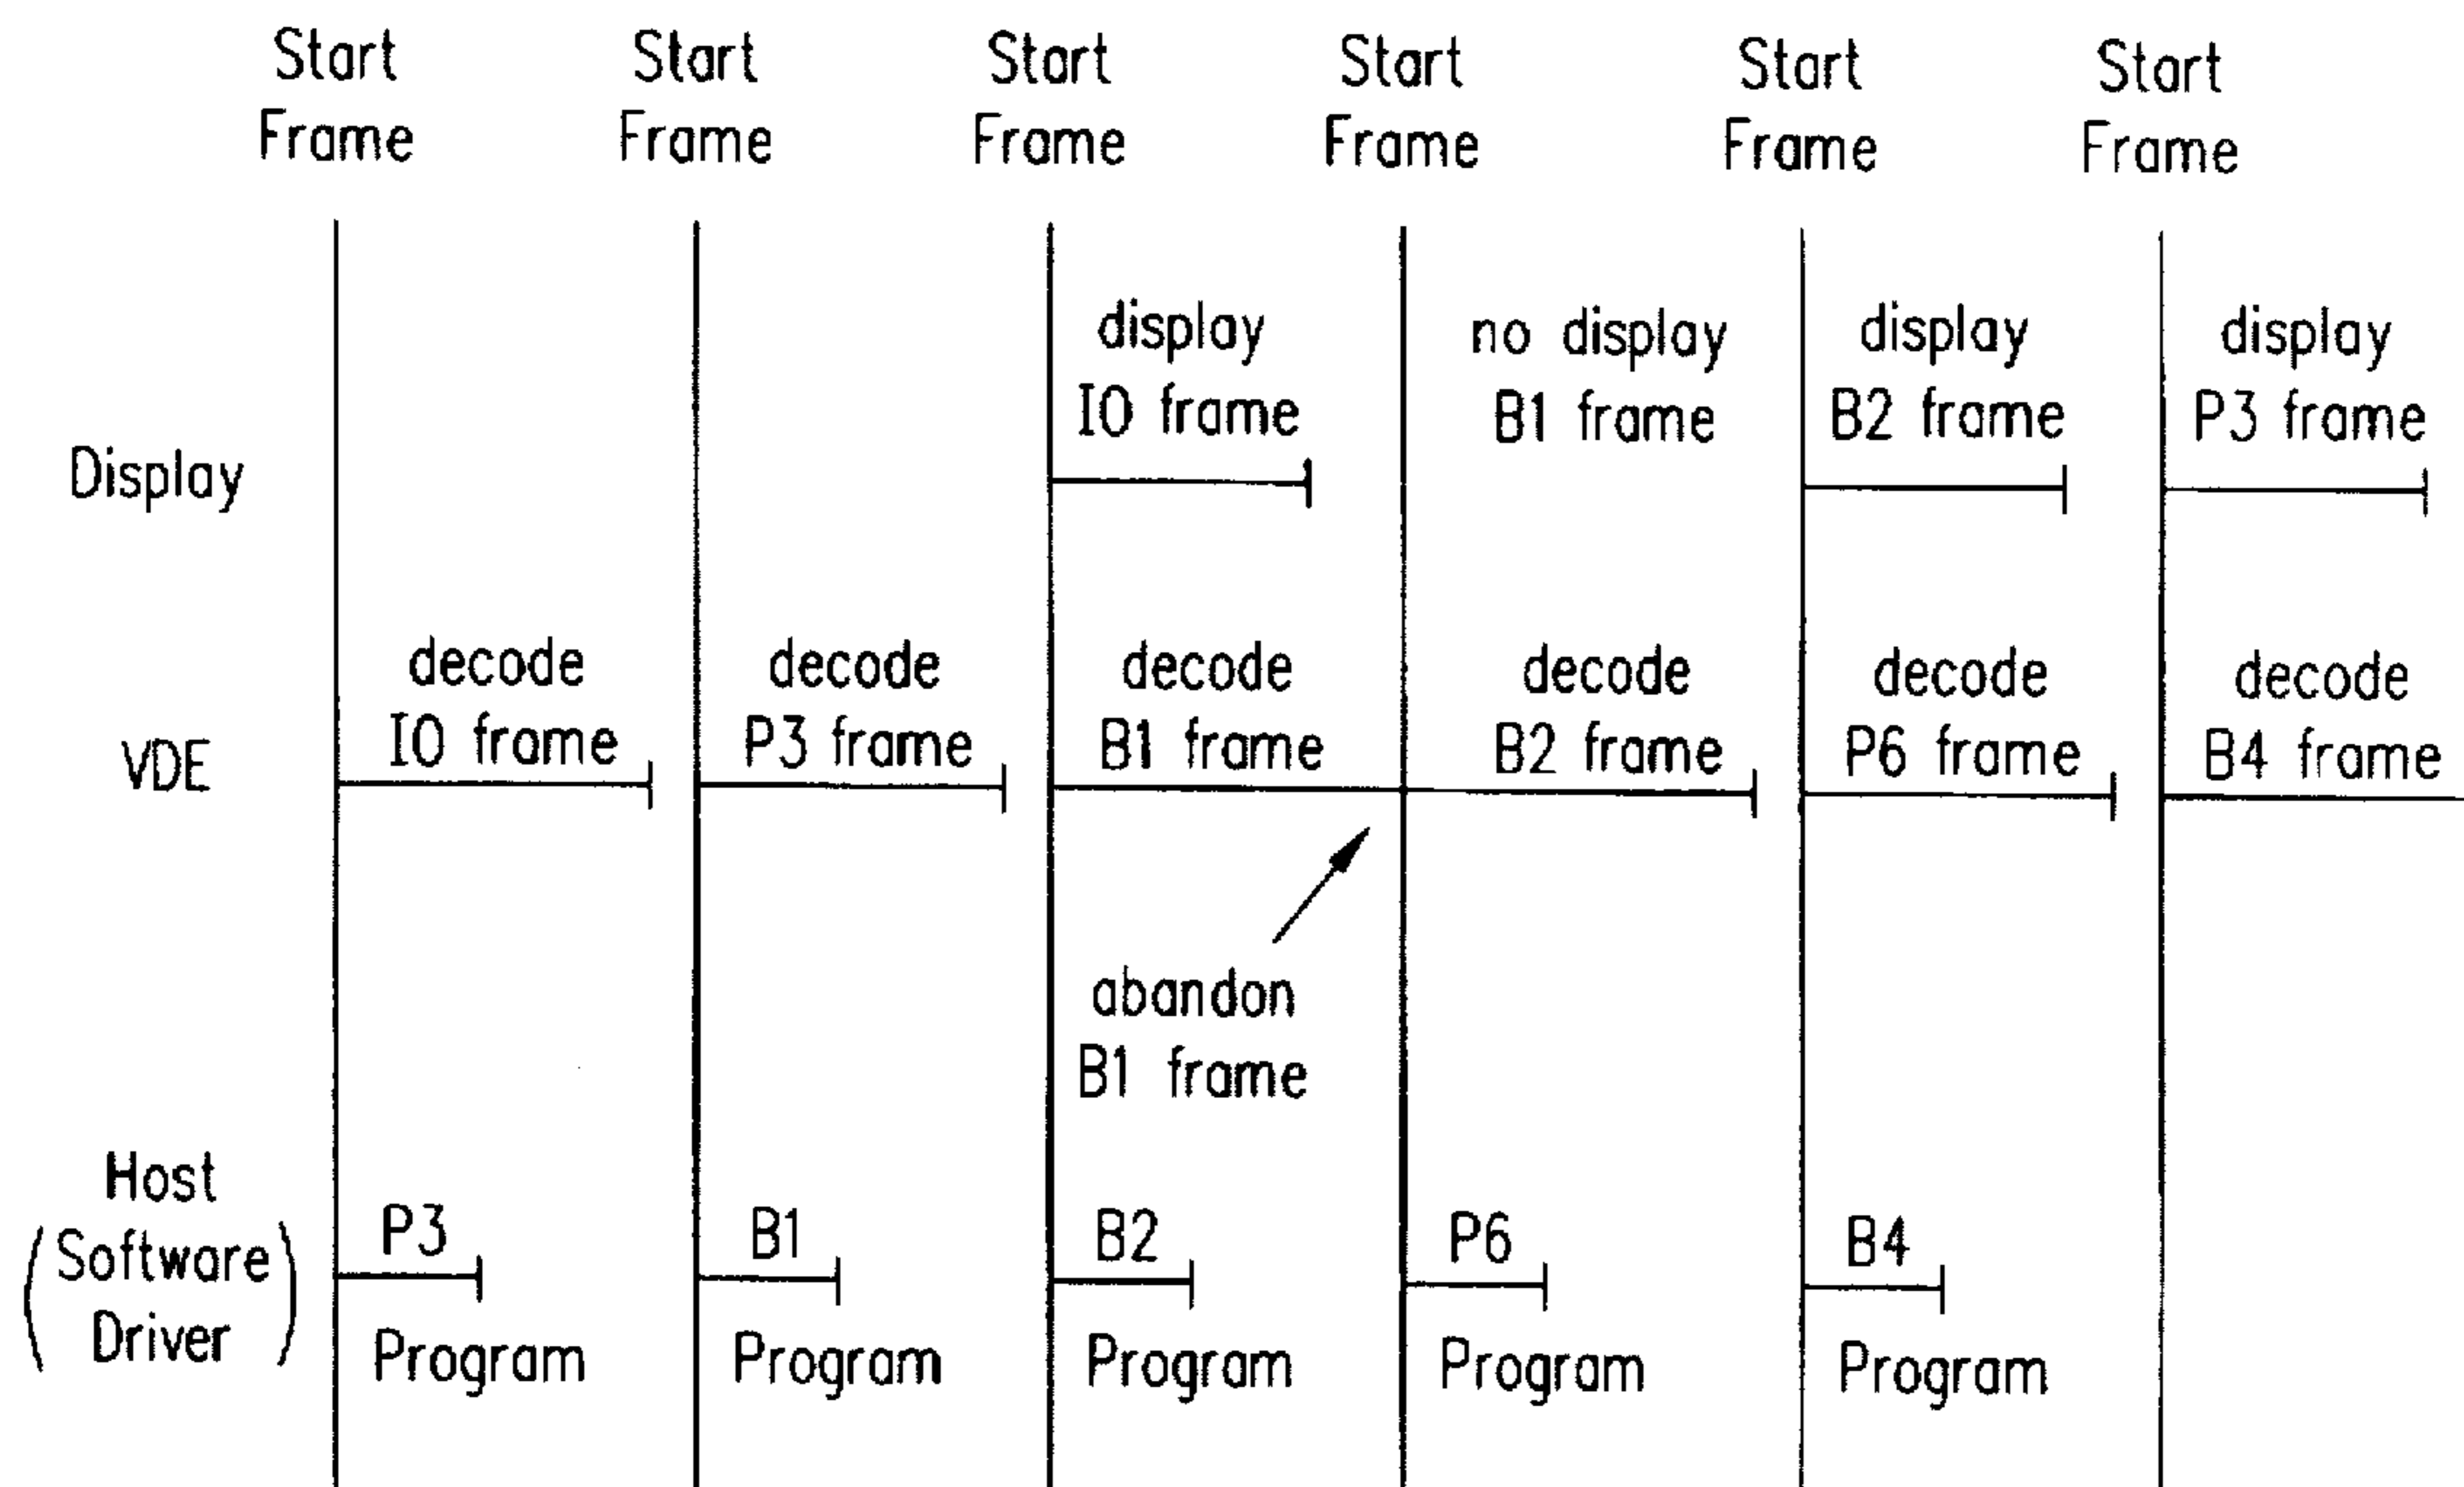 Start Start Start Start Start Start
Frame Frame Frame Frame Frame Frame
display no display display display
I0 frame B1 frame B2 frame P3 frame
Display
decode decode decode decode decode decode
I0 frame P3 frame B1 frame B2 frame P6 frame B4 frame
VDE
abandon
B1 frame
Host
(Software
Driver)
P3 B1 B2 P6 B4
Program Program Program Program Program